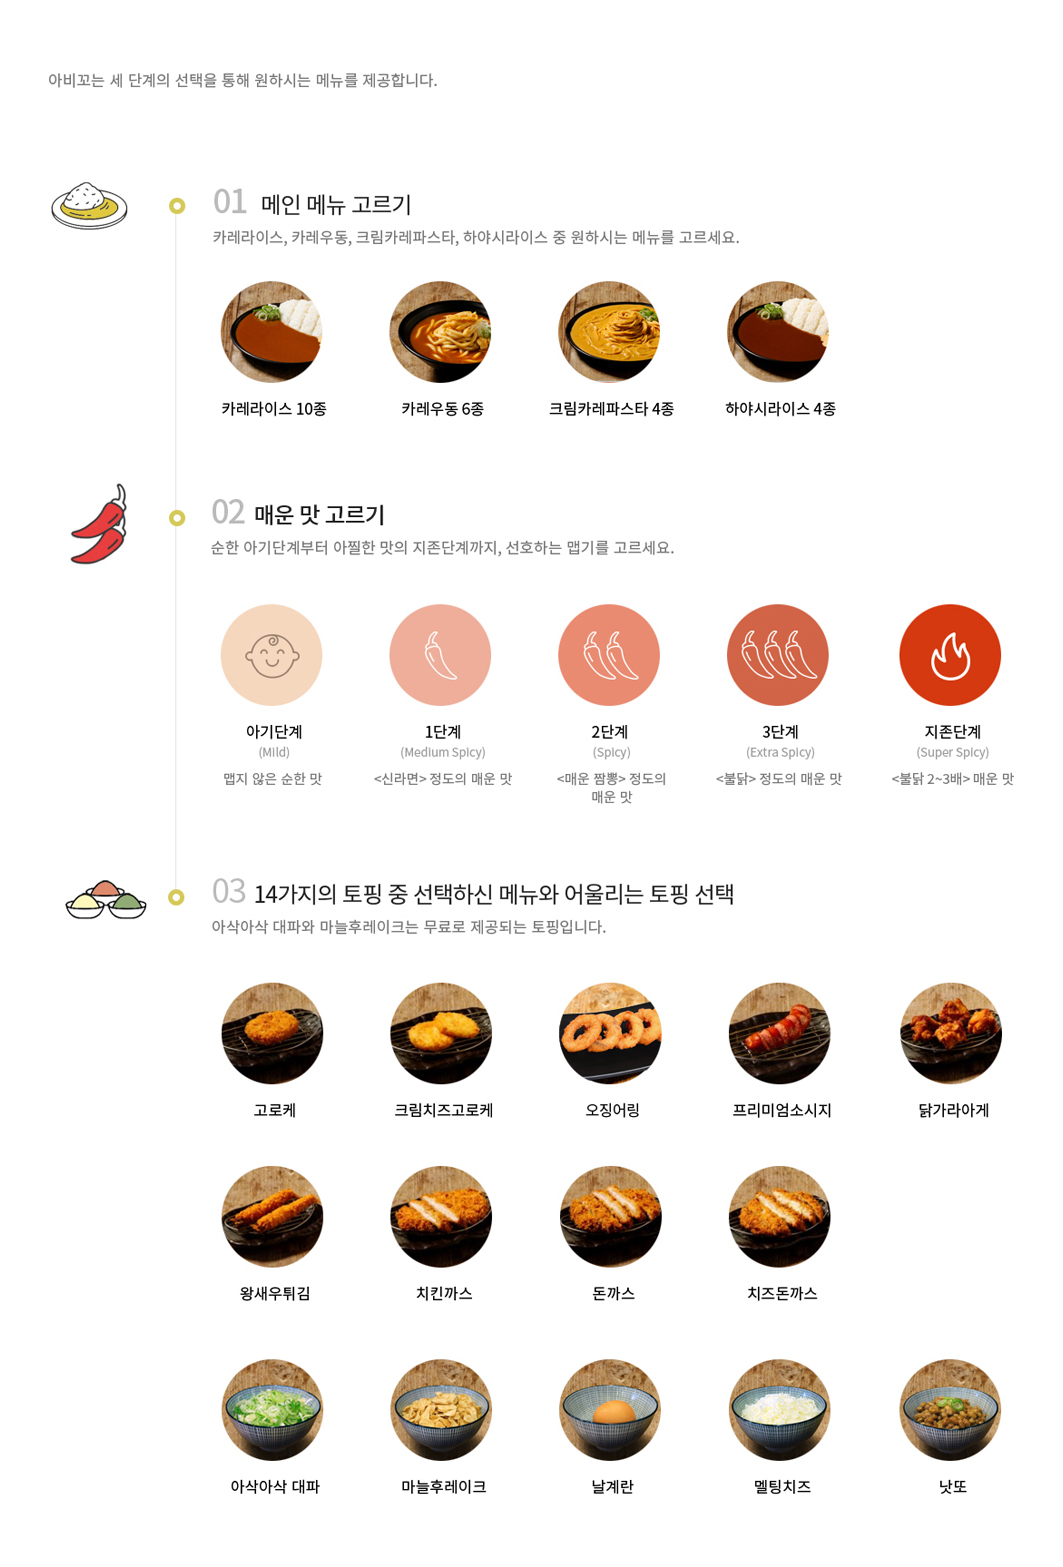 아비꼬는 세 단계의 선택을 통해 원하시는 메뉴를 제공합니다.
01 메인 메뉴 고르기
카레라이스, 카레우동, 크림카레파스타, 하야시라이스 중 원하시는 메뉴를 고르세요.
카레라이스 10종
카레우동 6종
크림카레파스타 4종
하야시라이스 4종
02 매운 맛 고르기
순한 아기단계부터 아찔한 맛의 지존단계까지, 선호하는 맵기를 고르세요.
아기단계
(Mild)
맵지 않은 순한 맛
1단계
(Medium Spicy)
<신라면> 정도의 매운 맛
2단계
(Spicy)
<매운 짬뽕> 정도의
매운 맛
3단계
(Extra Spicy)
<불닭> 정도의 매운 맛
지존단계
(Super Spicy)
<불닭 2~3배> 매운 맛
03 14가지의 토핑 중 선택하신 메뉴와 어울리는 토핑 선택
아삭아삭 대파와 마늘후레이크는 무료로 제공되는 토핑입니다.
고로케
크림치즈고로케
오징어링
프리미엄소시지
닭가라아게
왕새우튀김
치킨까스
돈까스
치즈돈까스
아삭아삭 대파
마늘후레이크
날계란
멜팅치즈
낫또